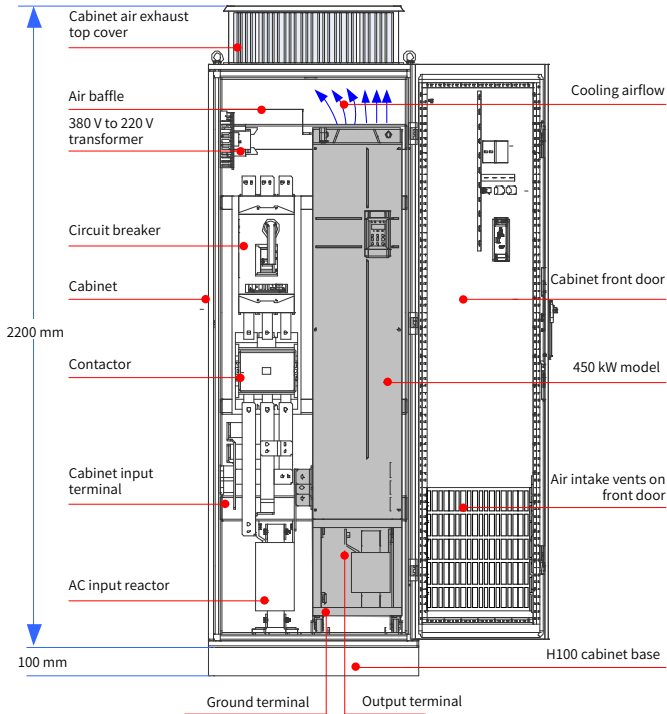 Cabinet air exhaust
top cover
Air baffle
380 V to 220 V
transformer
Circuit breaker
Cabinet
2200 mm
Contactor
Cabinet input
terminal
AC input reactor
100 mm
Ground terminal
Output terminal
Cooling airflow
Cabinet front door
450 kW model
Air intake vents on
front door
H100 cabinet base